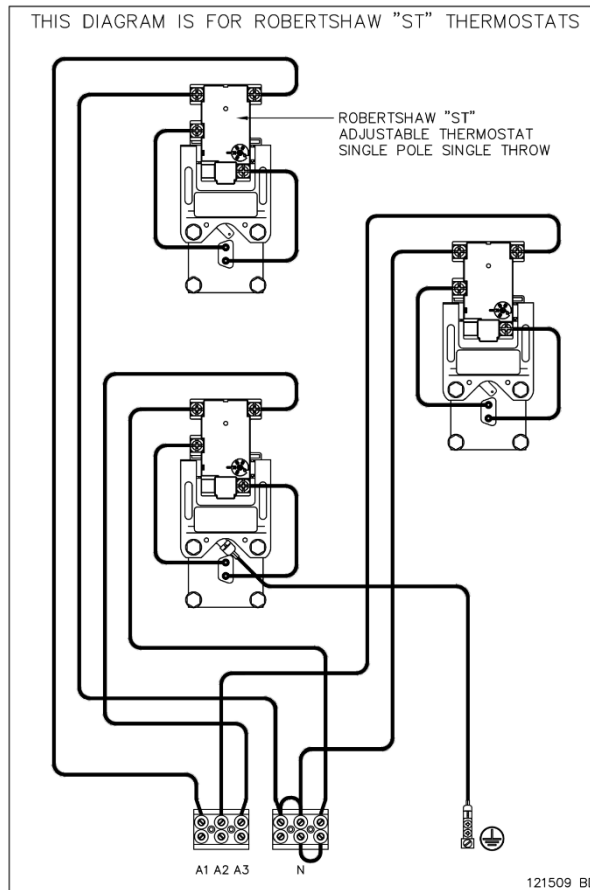 THIS DIAGRAM IS FOR ROBERTSHAW "ST" THERMOSTATS
ROBERTSHAW "ST"
ADJUSTABLE THERMOSTAT
SINGLE POLE SINGLE THROW
A1 A2 A3
N
121509 BD